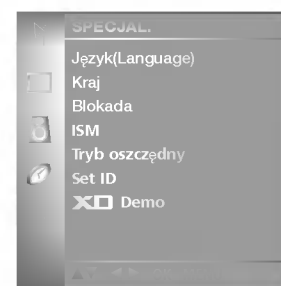 SPECJAL.
Język(Language)
Kraj
Blokada
ISM
Tryb oszczędny
Set ID
XD Demo